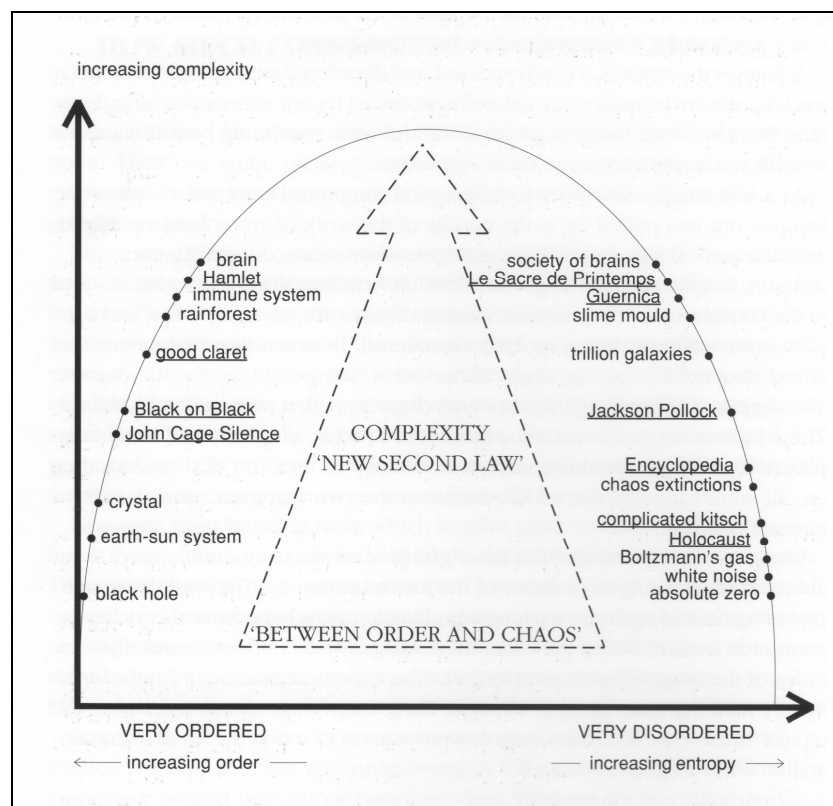 increasing complexity
brain
Hamlet
immune system
rainforest
good claret
Black on Black
John Cage Silence
crystal
earth-sun system
black hole
COMPLEXITY
‘NEW SECOND LAW’
‘BETWEEN ORDER AND CHAOS’
society of brains
Le Sacre de Printemps
Guernica
slime mould
trillion galaxies
Jackson Pollock
Encyclopedia
chaos extinctions
complicated kitsch
Holocaust
Boltzmann's gas
white noise
absolute zero
VERY ORDERED
increasing order
VERY DISORDERED
increasing entropy